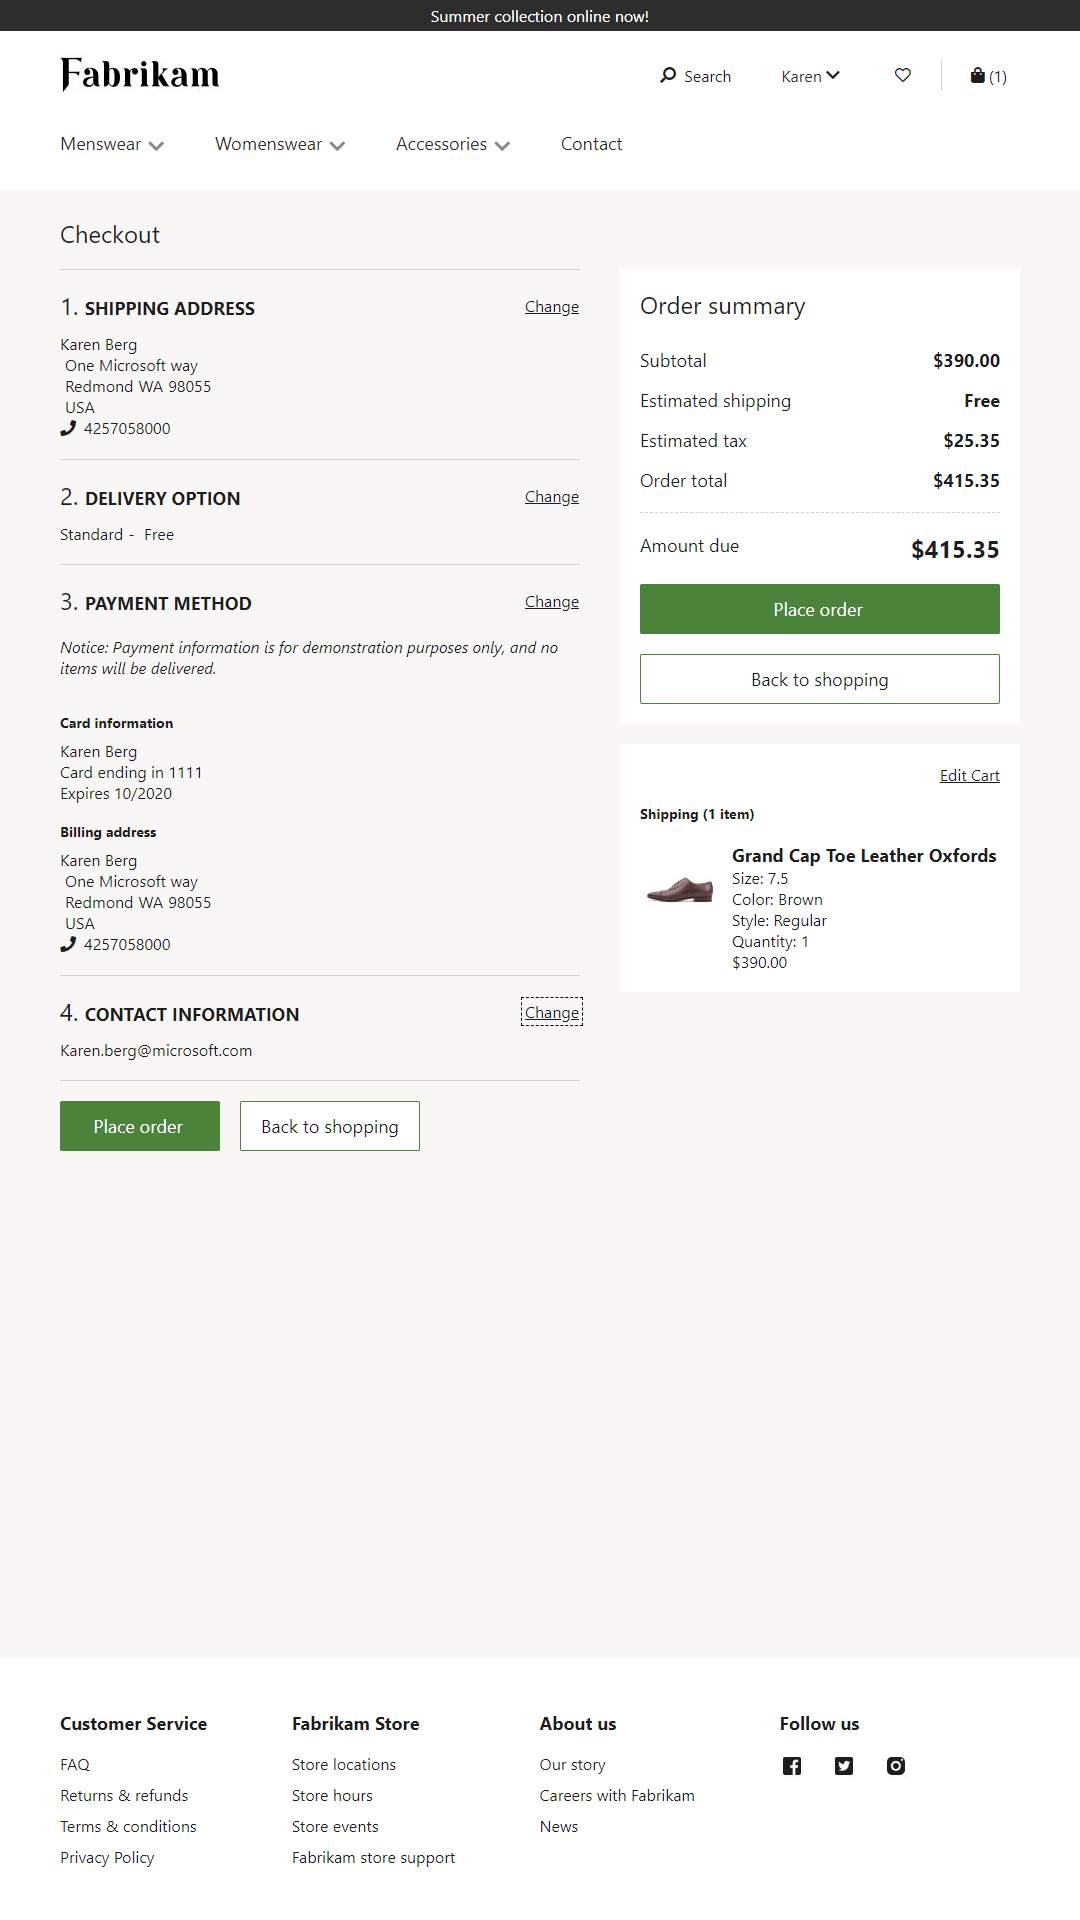 Summer collection online now!
Fabrikam
Search
Karen
(1)
Menswear
Womenswear
Accessories
Contact
Checkout
1. SHIPPING ADDRESS
Change
Karen Berg
One Microsoft way
Redmond WA 98055
USA
4257058000
2. DELIVERY OPTION
Change
Standard - Free
3. PAYMENT METHOD
Change
Notice: Payment information is for demonstration purposes only, and no
items will be delivered.
Card information
Karen Berg
Card ending in 1111
Expires 10/2020
Billing address
Karen Berg
One Microsoft way
Redmond WA 98055
USA
4257058000
4. CONTACT INFORMATION
Change
Karen.berg@microsoft.com
Place order
Back to shopping
Order summary
Subtotal $390.00
Estimated shipping Free
Estimated tax $25.35
Order total $415.35
Amount due $415.35
Place order
Back to shopping
Edit Cart
Shipping (1 item)
Grand Cap Toe Leather Oxfords
Size: 7.5
Color: Brown
Style: Regular
Quantity: 1
$390.00
Customer Service
FAQ
Returns & refunds
Terms & conditions
Privacy Policy
Fabrikam Store
Store locations
Store hours
Store events
Fabrikam store support
About us
Our story
Careers with Fabrikam
News
Follow us